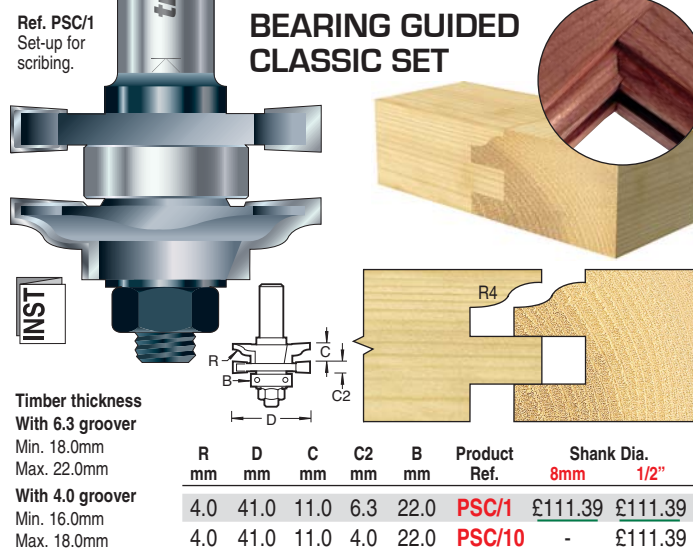 Ref. PSC/1
Set-up for
scribing.
BEARING GUIDED
CLASSIC SET
INST
R4
R
B
C
C2
D
Timber thickness
With 6.3 groover
Min. 18.0mm
Max. 22.0mm
With 4.0 groover
Min. 16.0mm
Max. 18.0mm
R D C C2 B Product Shank Dia.
mm mm mm mm mm Ref. 8mm 1/2”
4.0 41.0 11.0 6.3 22.0 PSC/1 £111.39 £111.39
4.0 41.0 11.0 4.0 22.0 PSC/10 - £111.39